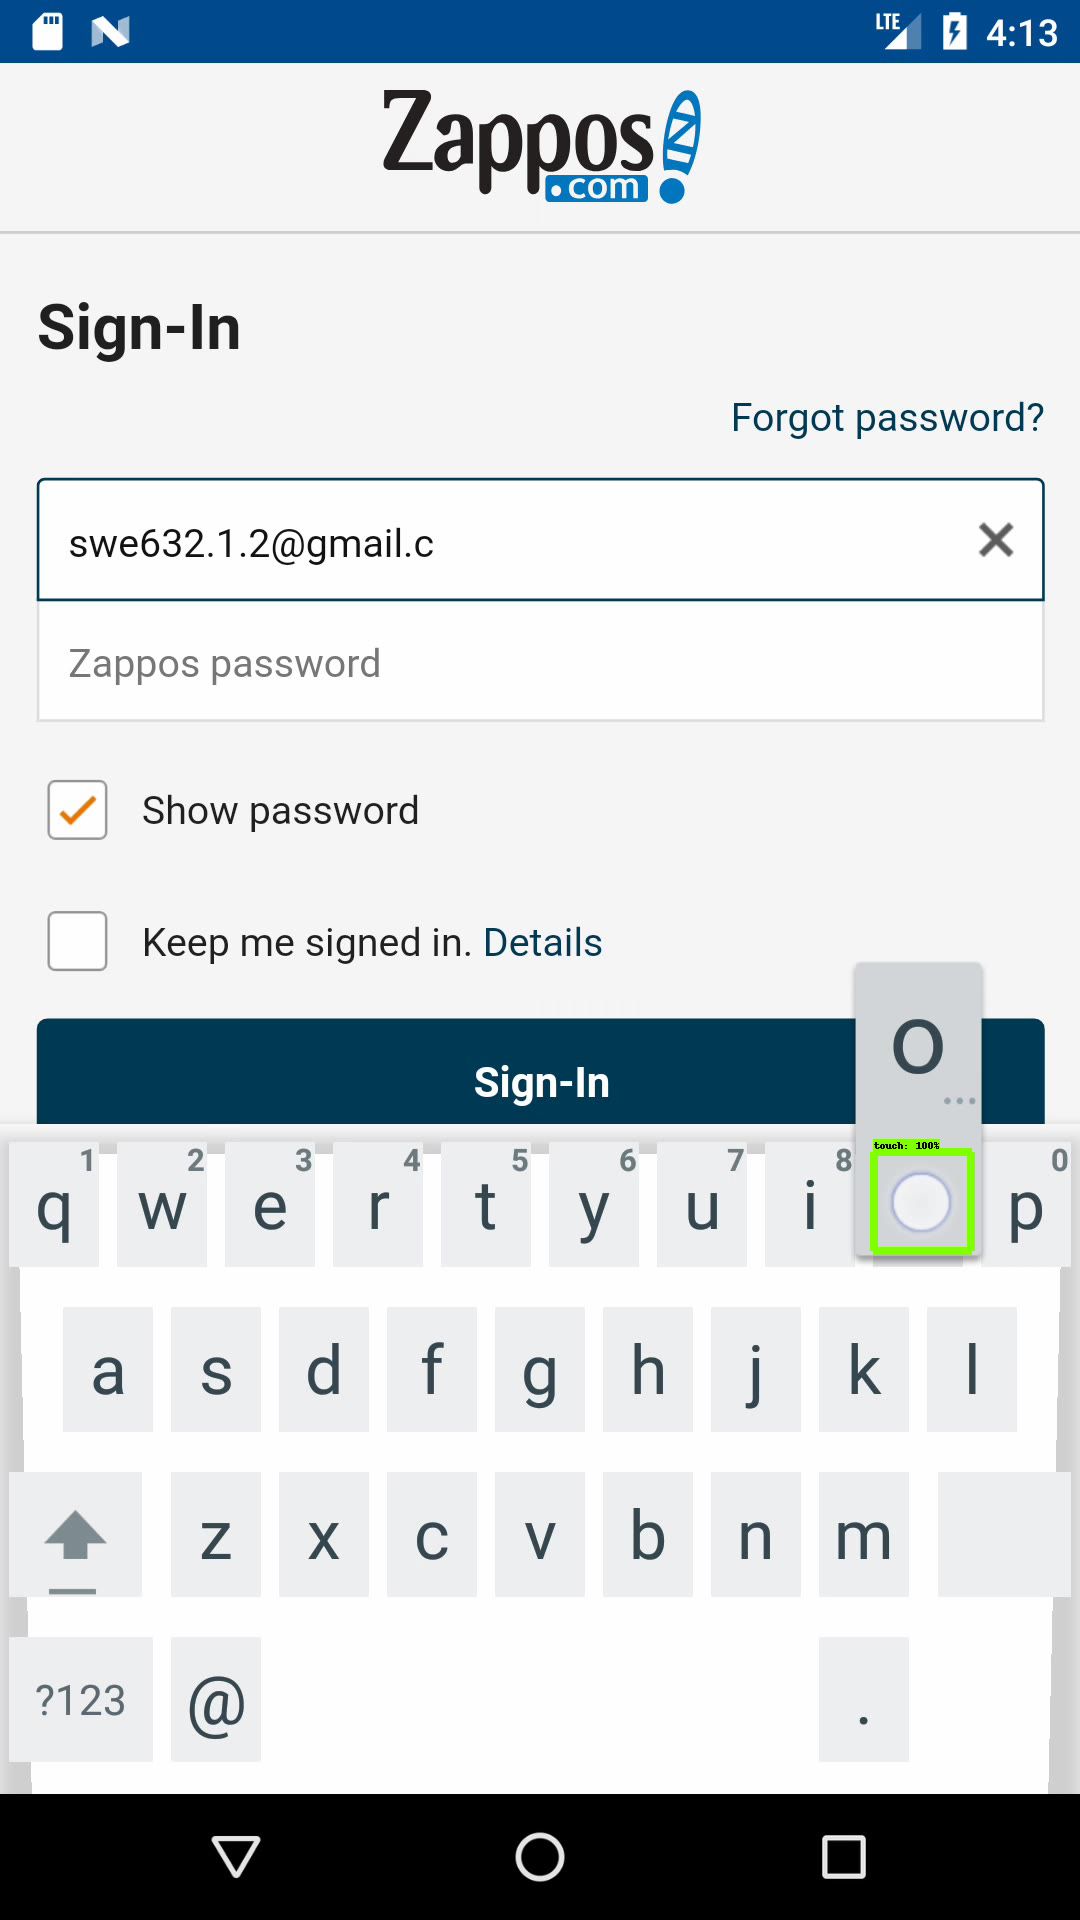 LTE 4:13
Zappos
.com
Sign-In
Forgot password?
swe632.1.2@gmail.c
Zappos password
Show password
Keep me signed in. Details
o
Sign-In
touch: 100%
1 2 3 4 5 6 7 8 0
q w e r t y u i p
a s d f g h j k l
z x c v b n m
?123 @ .